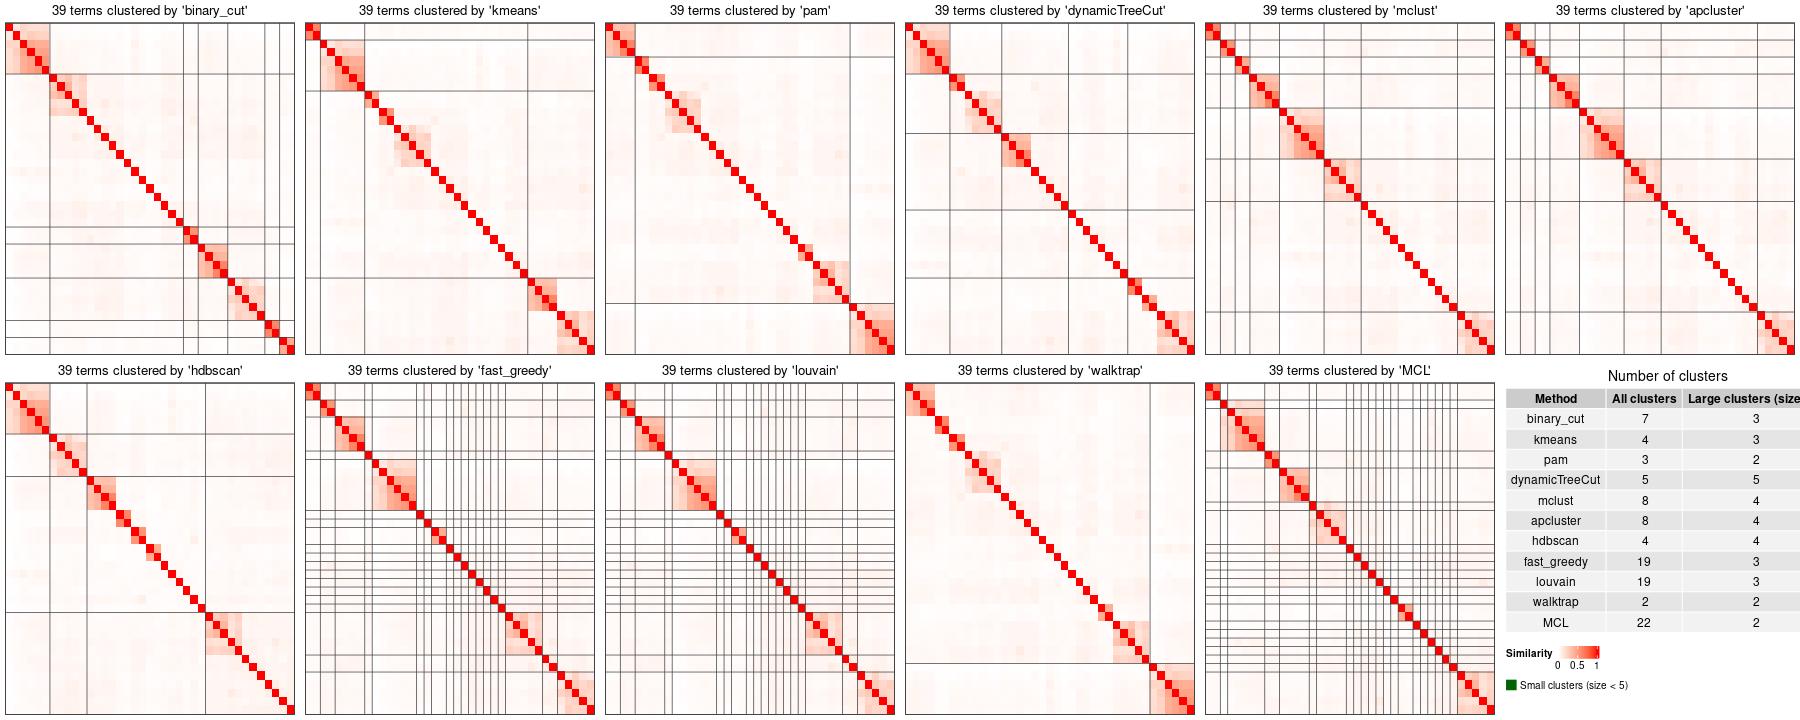 39 terms clustered by 'binary_cut'
39 terms clustered by 'kmeans'
39 terms clustered by 'pam'
39 terms clustered by 'dynamicTreeCut'
39 terms clustered by 'mclust'
39 terms clustered by 'apcluster'
39 terms clustered by 'hdbscan'
39 terms clustered by 'fast_greedy'
39 terms clustered by 'louvain'
39 terms clustered by 'walktrap'
39 terms clustered by 'MCL'
Number of clusters
Method All clusters Large clusters (size
binary_cut 7 3
kmeans 4 3
pam 3 2
dynamicTreeCut 5 5
mclust 8 4
apcluster 8 4
hdbscan 4 4
fast_greedy 19 3
louvain 19 3
walktrap 2 2
MCL 22 2
Similarity
0 0.5 1
Small clusters (size < 5)